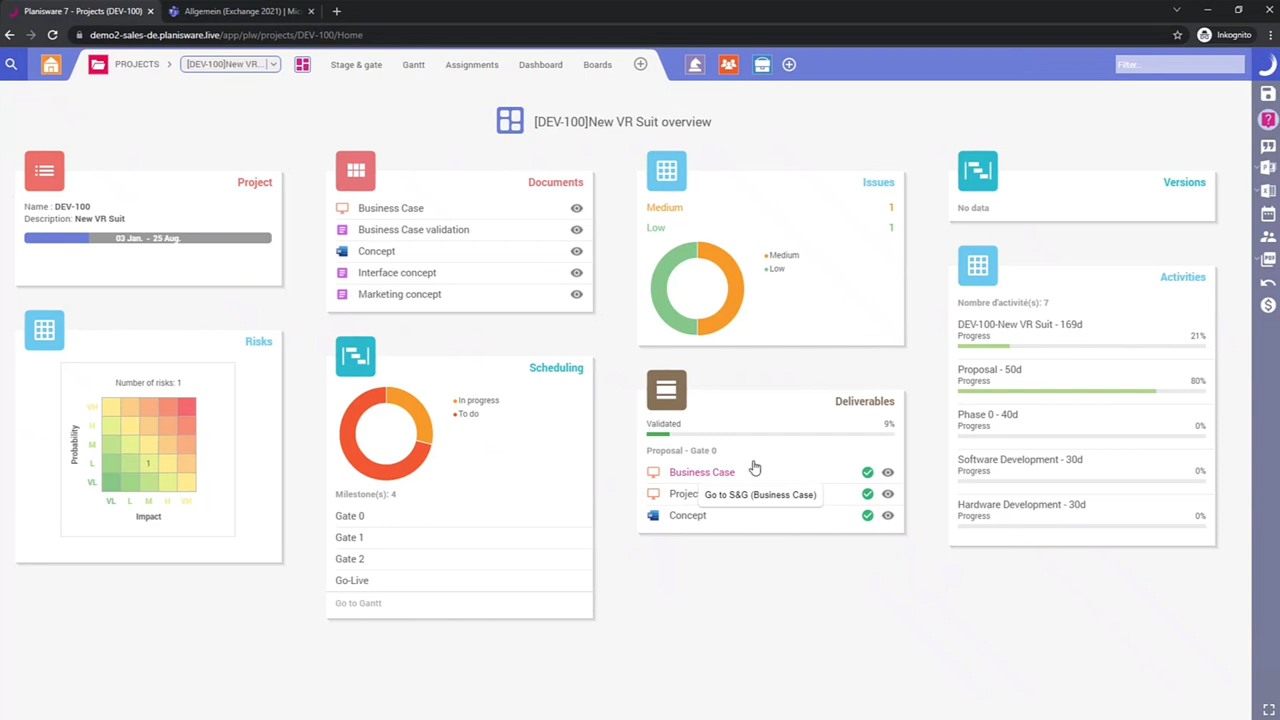 Planisware 7 - Projects (DEV-100)
Allgemein (Exchange 2021) | Mic
demo2-sales-de.planisware.live/app/plw/projects/DEV-100/Home
Inkognito
PROJECTS
[DEV-100]New VR...]
Stage & gate
Gantt
Assignments
Dashboard
Boards
Filter...
[DEV-100]New VR Suit overview
Project
Name : DEV-100
Description: New VR Suit
03 Jan. - 25 Aug.
Risks
Number of risks: 1
Probability
VH
H
M
L
VL
1
VL
L
M
H
VH
Impact
Documents
Business Case
Business Case validation
Concept
Interface concept
Marketing concept
Scheduling
In progress
To do
Milestone(s): 4
Gate 0
Gate 1
Gate 2
Go-Live
Go to Gantt
Issues
Medium 1
Low 1
Medium
Low
Deliverables
Validated 9%
Proposal - Gate 0
Business Case
Projec
Go to S&G (Business Case)
Concept
Versions
No data
Activities
Nombre d'activité(s): 7
DEV-100-New VR Suit - 169d
Progress 21%
Proposal - 50d
Progress 80%
Phase 0 - 40d
Progress 0%
Software Development - 30d
Progress 0%
Hardware Development - 30d
Progress 0%